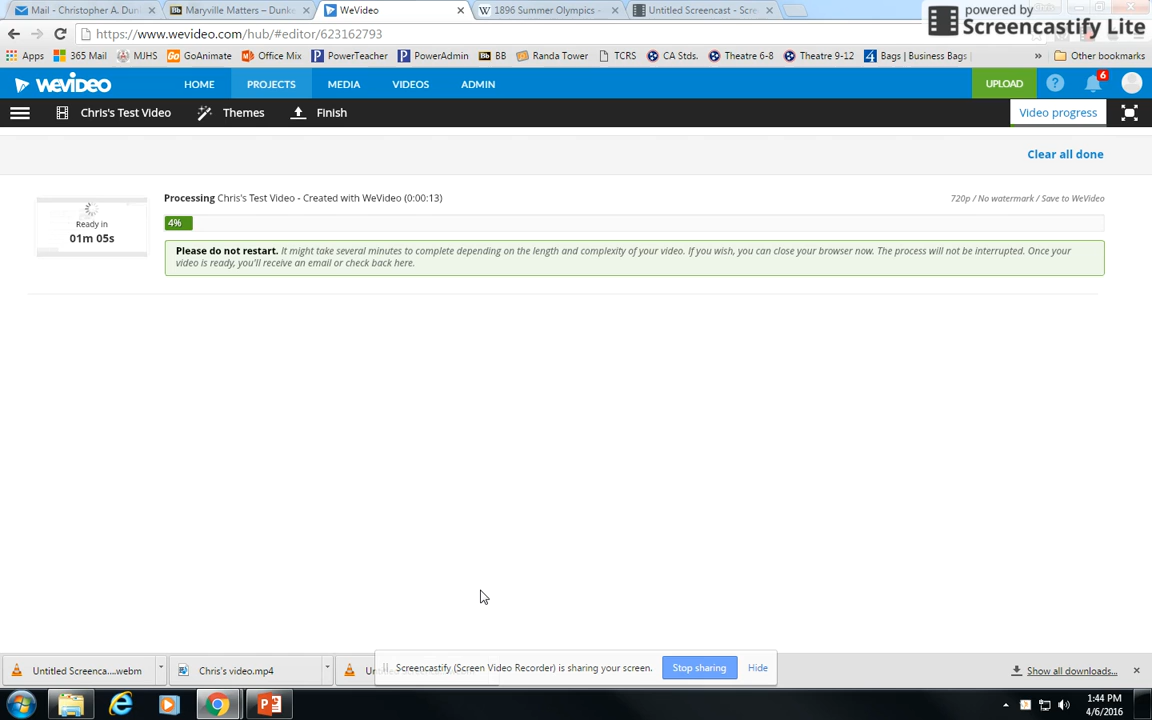 Mail - Christopher A. Dun
Maryville Matters – Dunke
WeVideo
1896 Summer Olympics -
Untitled Screencast - Scre
powered by
Screencastify Lite
https://www.wevideo.com/hub/#editor/623162793
Apps
365 Mail
MJHS
GoAnimate
Office Mix
PowerTeacher
PowerAdmin
BB
Randa Tower
TCRS
CA Stds.
Theatre 6-8
Theatre 9-12
Bags | Business Bags |
»
Other bookmarks
WEVIDEO
HOME
PROJECTS
MEDIA
VIDEOS
ADMIN
UPLOAD
?
6
Chris's Test Video
Themes
Finish
Video progress
Clear all done
Ready in
01m 05s
Processing Chris's Test Video - Created with WeVideo (0:00:13)
720p / No watermark / Save to WeVideo
4%
Please do not restart. It might take several minutes to complete depending on the length and complexity of your video. If you wish, you can close your browser now. The process will not be interrupted. Once your
video is ready, you'll receive an email or check back here.
Untitled Screenca....webm
Chris's video.mp4
Screencastify (Screen Video Recorder) is sharing your screen.
Stop sharing
Hide
Show all downloads...
1:44 PM
4/6/2016